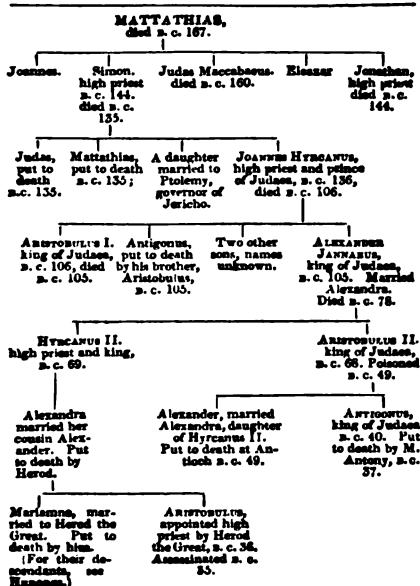 MATTATHIAS,
died B. C. 167.
Joannes.
Simon.
high priest
B. C. 144.
died B. C.
135.
Judas Maccabaeus.
died B. C. 160.
Eleazar
Jonathan,
high priest
died B. C.
144.
Judas,
put to
death
B. C. 135.
Mattathias,
put to death
B. C. 135;
A daughter
married to
Ptolemy,
governor of
Jericho.
JOANNES HYRCANUS,
high priest and prince
of Judaea, B. C. 136,
died B. C. 106.
ARISTOBULUS I.
king of Judaea,
B. C. 106, died
B. C. 105.
Antigonus,
put to death
by his brother,
Aristobulus,
B. C. 105.
Two other
sons, names
unknown.
ALEXANDER
JANNAEUS,
king of Judaea,
B. C. 105. Married
Alexandra.
Died B. C. 78.
HYRCANUS II.
high priest and king,
B. C. 69.
ARISTOBULUS II.
king of Judaea,
B. C. 68. Poisoned
B. C. 49.
Alexandra
married her
cousin Alex-
ander. Put
to death by
Herod.
Alexander, married
Alexandra, daughter
of Hyrcanus II.
Put to death at An-
tioch B. C. 49.
ANTIGONUS,
king of Judaea
B. C. 40. Put
to death by M.
Antony, B. C.
37.
Mariamne, mar-
ried to Herod the
Great. Put to
death by him.
(For their de-
scendants, see
ARISTOBULUS,
appointed high
priest by Herod
the Great, B. C. 36.
Assassinated B. C.
35.